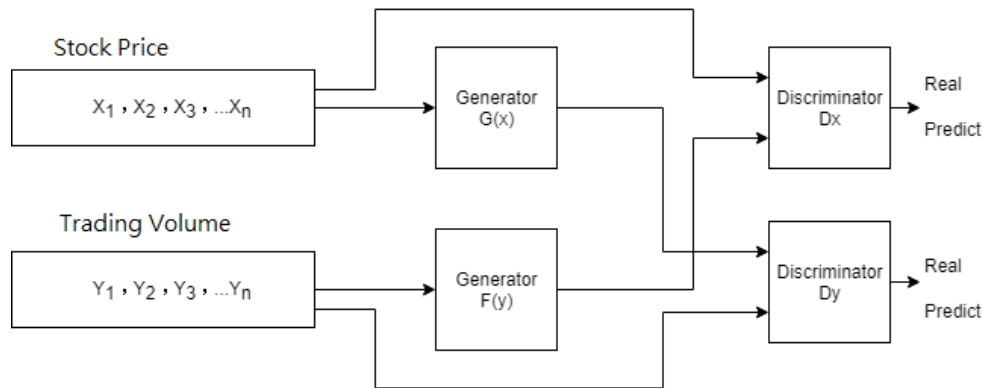 Stock Price
X1 , X2 , X3 , ...Xn
Generator
G(x)
Discriminator
Dx
Real
Predict
Trading Volume
Y1 , Y2 , Y3 , ...Yn
Generator
F(y)
Discriminator
Dy
Real
Predict